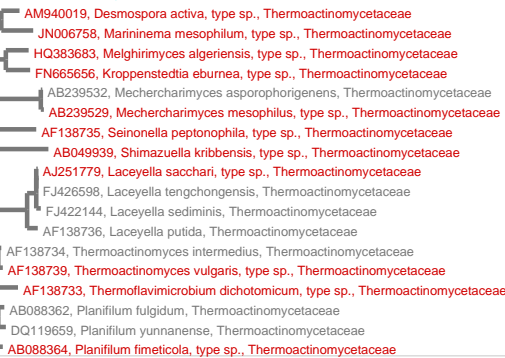 AM940019, Desmospora activa, type sp., Thermoactinomycetaceae
JN006758, Marininema mesophilum, type sp., Thermoactinomycetaceae
HQ383683, Melghirimyces algeriensis, type sp., Thermoactinomycetaceae
FN665656, Kroppenstedtia eburnea, type sp., Thermoactinomycetaceae
AB239532, Mechercharimyces asporophorigenens, Thermoactinomycetaceae
AB239529, Mechercharimyces mesophilus, type sp., Thermoactinomycetaceae
AF138735, Seinonella peptonophila, type sp., Thermoactinomycetaceae
AB049939, Shimazuella kribbensis, type sp., Thermoactinomycetaceae
AJ251779, Laceyella sacchari, type sp., Thermoactinomycetaceae
FJ426598, Laceyella tengchongensis, Thermoactinomycetaceae
FJ422144, Laceyella sediminis, Thermoactinomycetaceae
AF138736, Laceyella putida, Thermoactinomycetaceae
AF138734, Thermoactinomyces intermedius, Thermoactinomycetaceae
AF138739, Thermoactinomyces vulgaris, type sp., Thermoactinomycetaceae
AF138733, Thermoflavimicrobium dichotomicum, type sp., Thermoactinomycetaceae
AB088362, Planifilum fulgidum, Thermoactinomycetaceae
DQ119659, Planifilum yunnanense, Thermoactinomycetaceae
AB088364, Planifilum fimeticola, type sp., Thermoactinomycetaceae